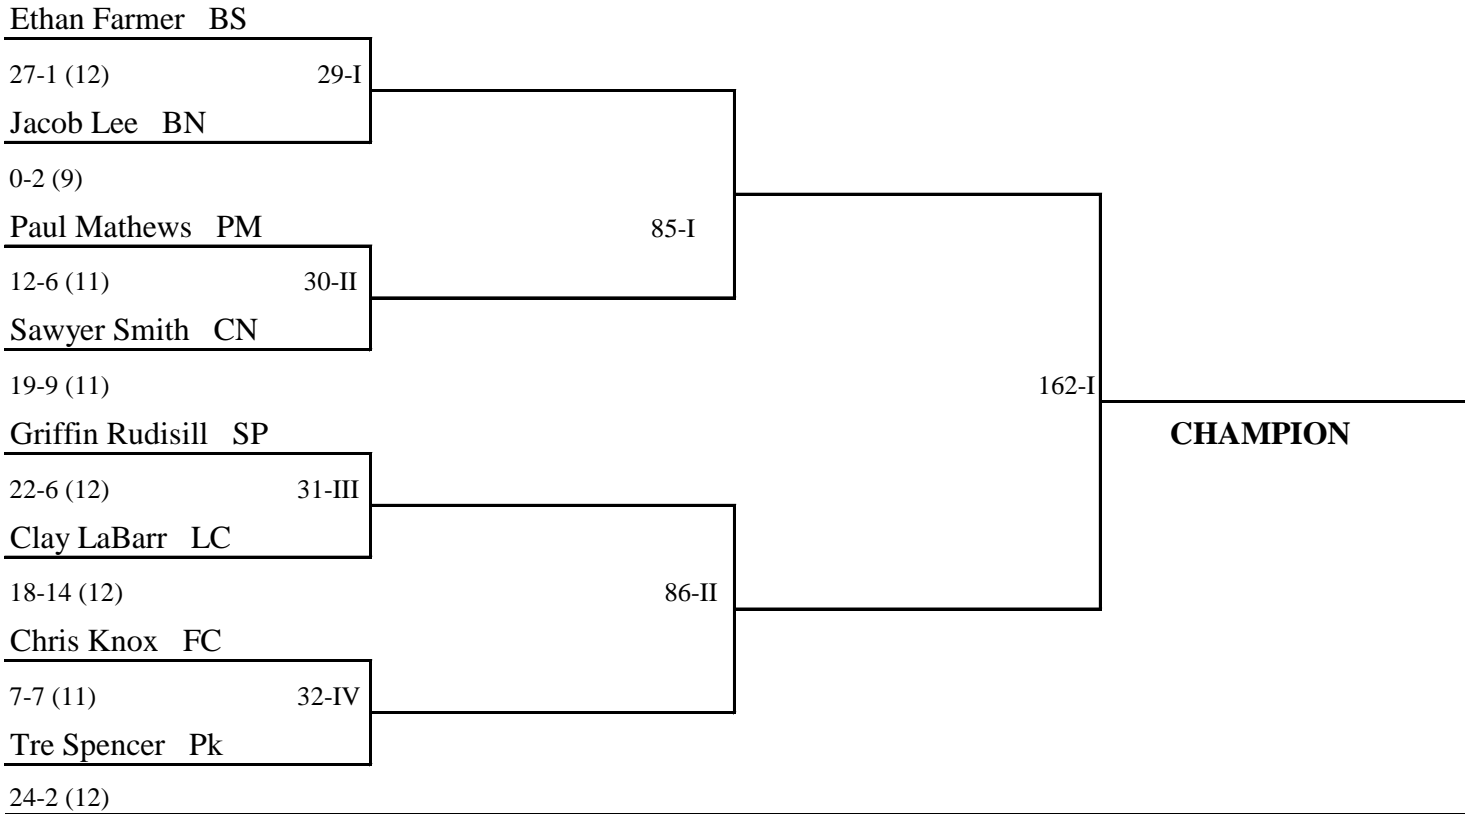 Ethan Farmer BS
27-1 (12) 29-I
Jacob Lee BN
0-2 (9)
Paul Mathews PM 85-I
12-6 (11) 30-II
Sawyer Smith CN
19-9 (11) 162-I
Griffin Rudisill SP CHAMPION
22-6 (12) 31-III
Clay LaBarr LC
18-14 (12) 86-II
Chris Knox FC
7-7 (11) 32-IV
Tre Spencer Pk
24-2 (12)